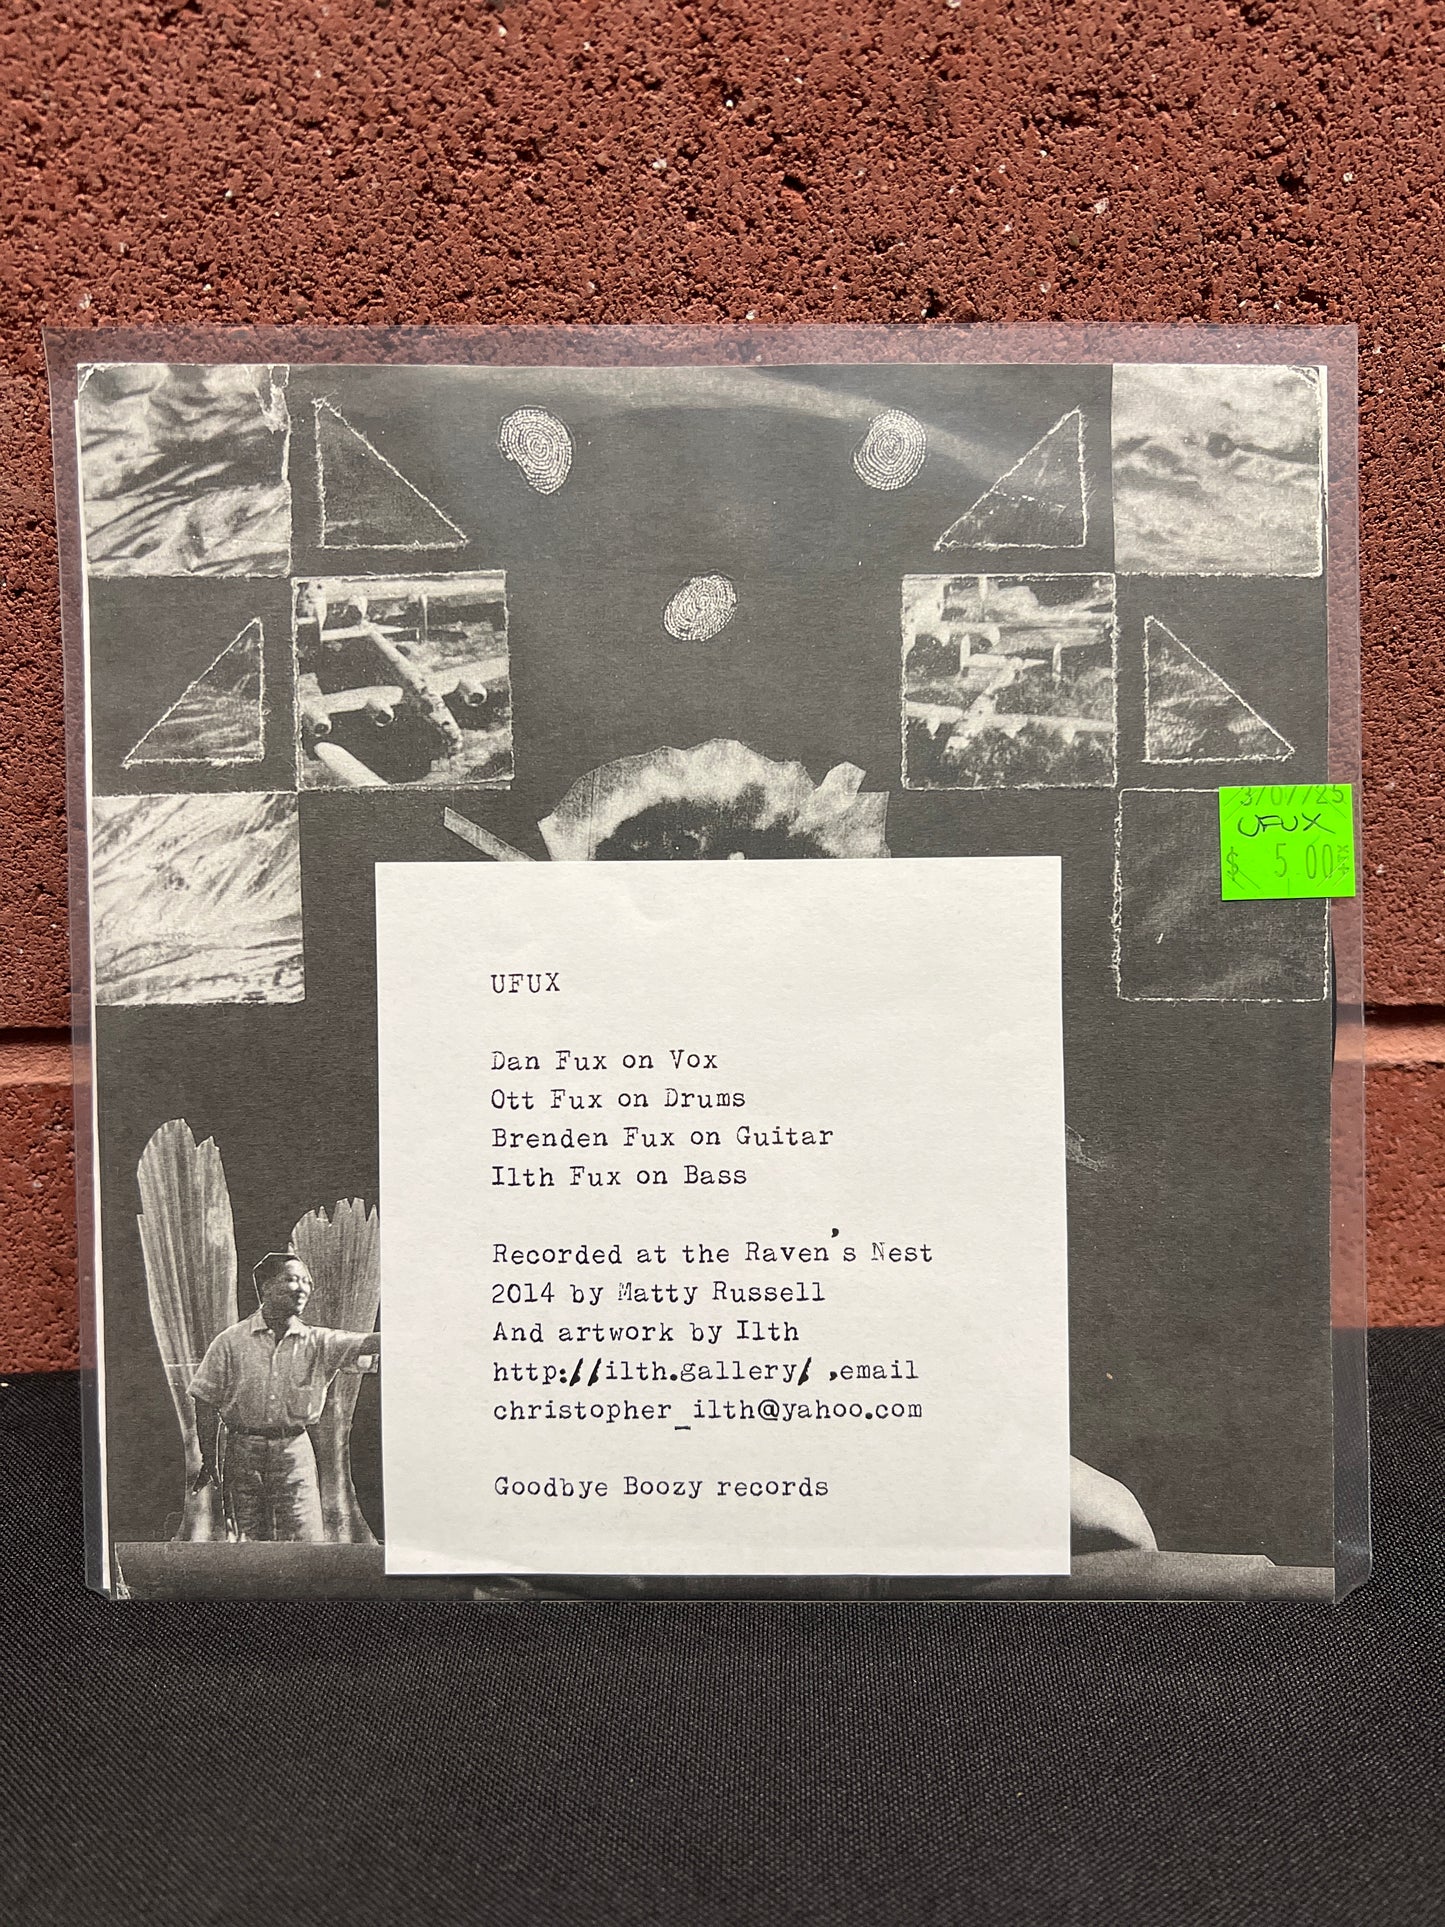 3/07/25
UFUX
$ 5.00
UFUX
Dan Fux on Vox
Ott Fux on Drums
Brenden Fux on Guitar
Ilth Fux on Bass
Recorded at the Raven's Nest
2014 by Matty Russell
And artwork by Ilth
http://ilth.gallery/ ,email
christopher_ilth@yahoo.com
Goodbye Boozy records